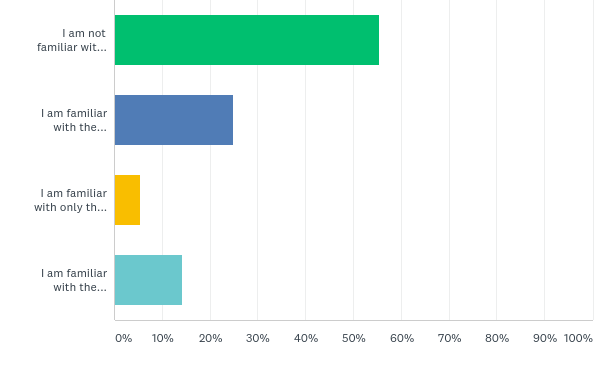 I am not
familiar wit...
I am familiar
with the...
I am familiar
with only th...
I am familiar
with the...
0% 10% 20% 30% 40% 50% 60% 70% 80% 90% 100%